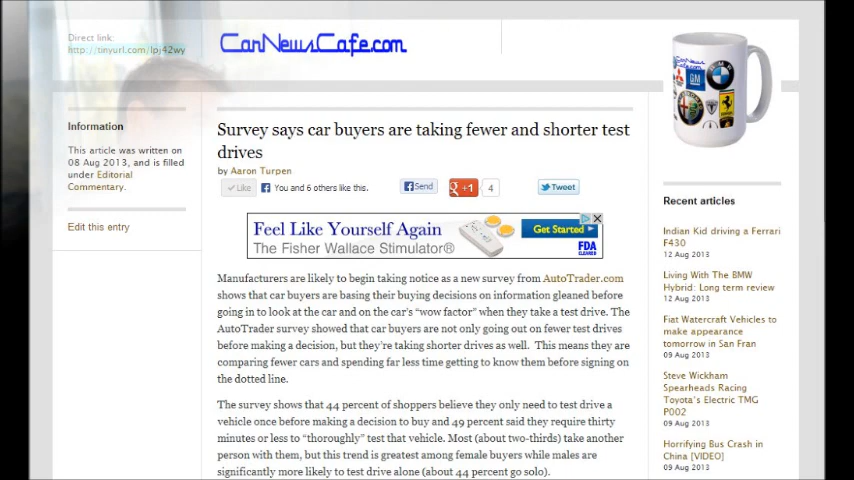 Direct link:
http://tinyurl.com/lpj42wy
CarNewsCafe.com
Information
This article was written on
08 Aug 2013, and is filled
under Editorial
Commentary.
Edit this entry
Survey says car buyers are taking fewer and shorter test
drives
by Aaron Turpen
Like
You and 6 others like this.
Send
+1
4
Tweet
Feel Like Yourself Again
The Fisher Wallace Stimulator®
Get Started
FDA
CLEARED
Manufacturers are likely to begin taking notice as a new survey from AutoTrader.com
shows that car buyers are basing their buying decisions on information gleaned before
going in to look at the car and on the car's "wow factor" when they take a test drive. The
AutoTrader survey showed that car buyers are not only going out on fewer test drives
before making a decision, but they're taking shorter drives as well. This means they are
comparing fewer cars and spending far less time getting to know them before signing on
the dotted line.
The survey shows that 44 percent of shoppers believe they only need to test drive a
vehicle once before making a decision to buy and 49 percent said they require thirty
minutes or less to "thoroughly" test that vehicle. Most (about two-thirds) take another
person with them, but this trend is greatest among female buyers while males are
significantly more likely to test drive alone (about 44 percent go solo).
CarNewsCafe.com
GM
BMW
Recent articles
Indian Kid driving a Ferrari
F430
12 Aug 2013
Living With The BMW
Hybrid: Long term review
12 Aug 2013
Fiat Watercraft Vehicles to
make appearance
tomorrow in San Fran
09 Aug 2013
Steve Wickham
Spearheads Racing
Toyota's Electric TMG
P002
09 Aug 2013
Horrifying Bus Crash in
China [VIDEO]
09 Aug 2013